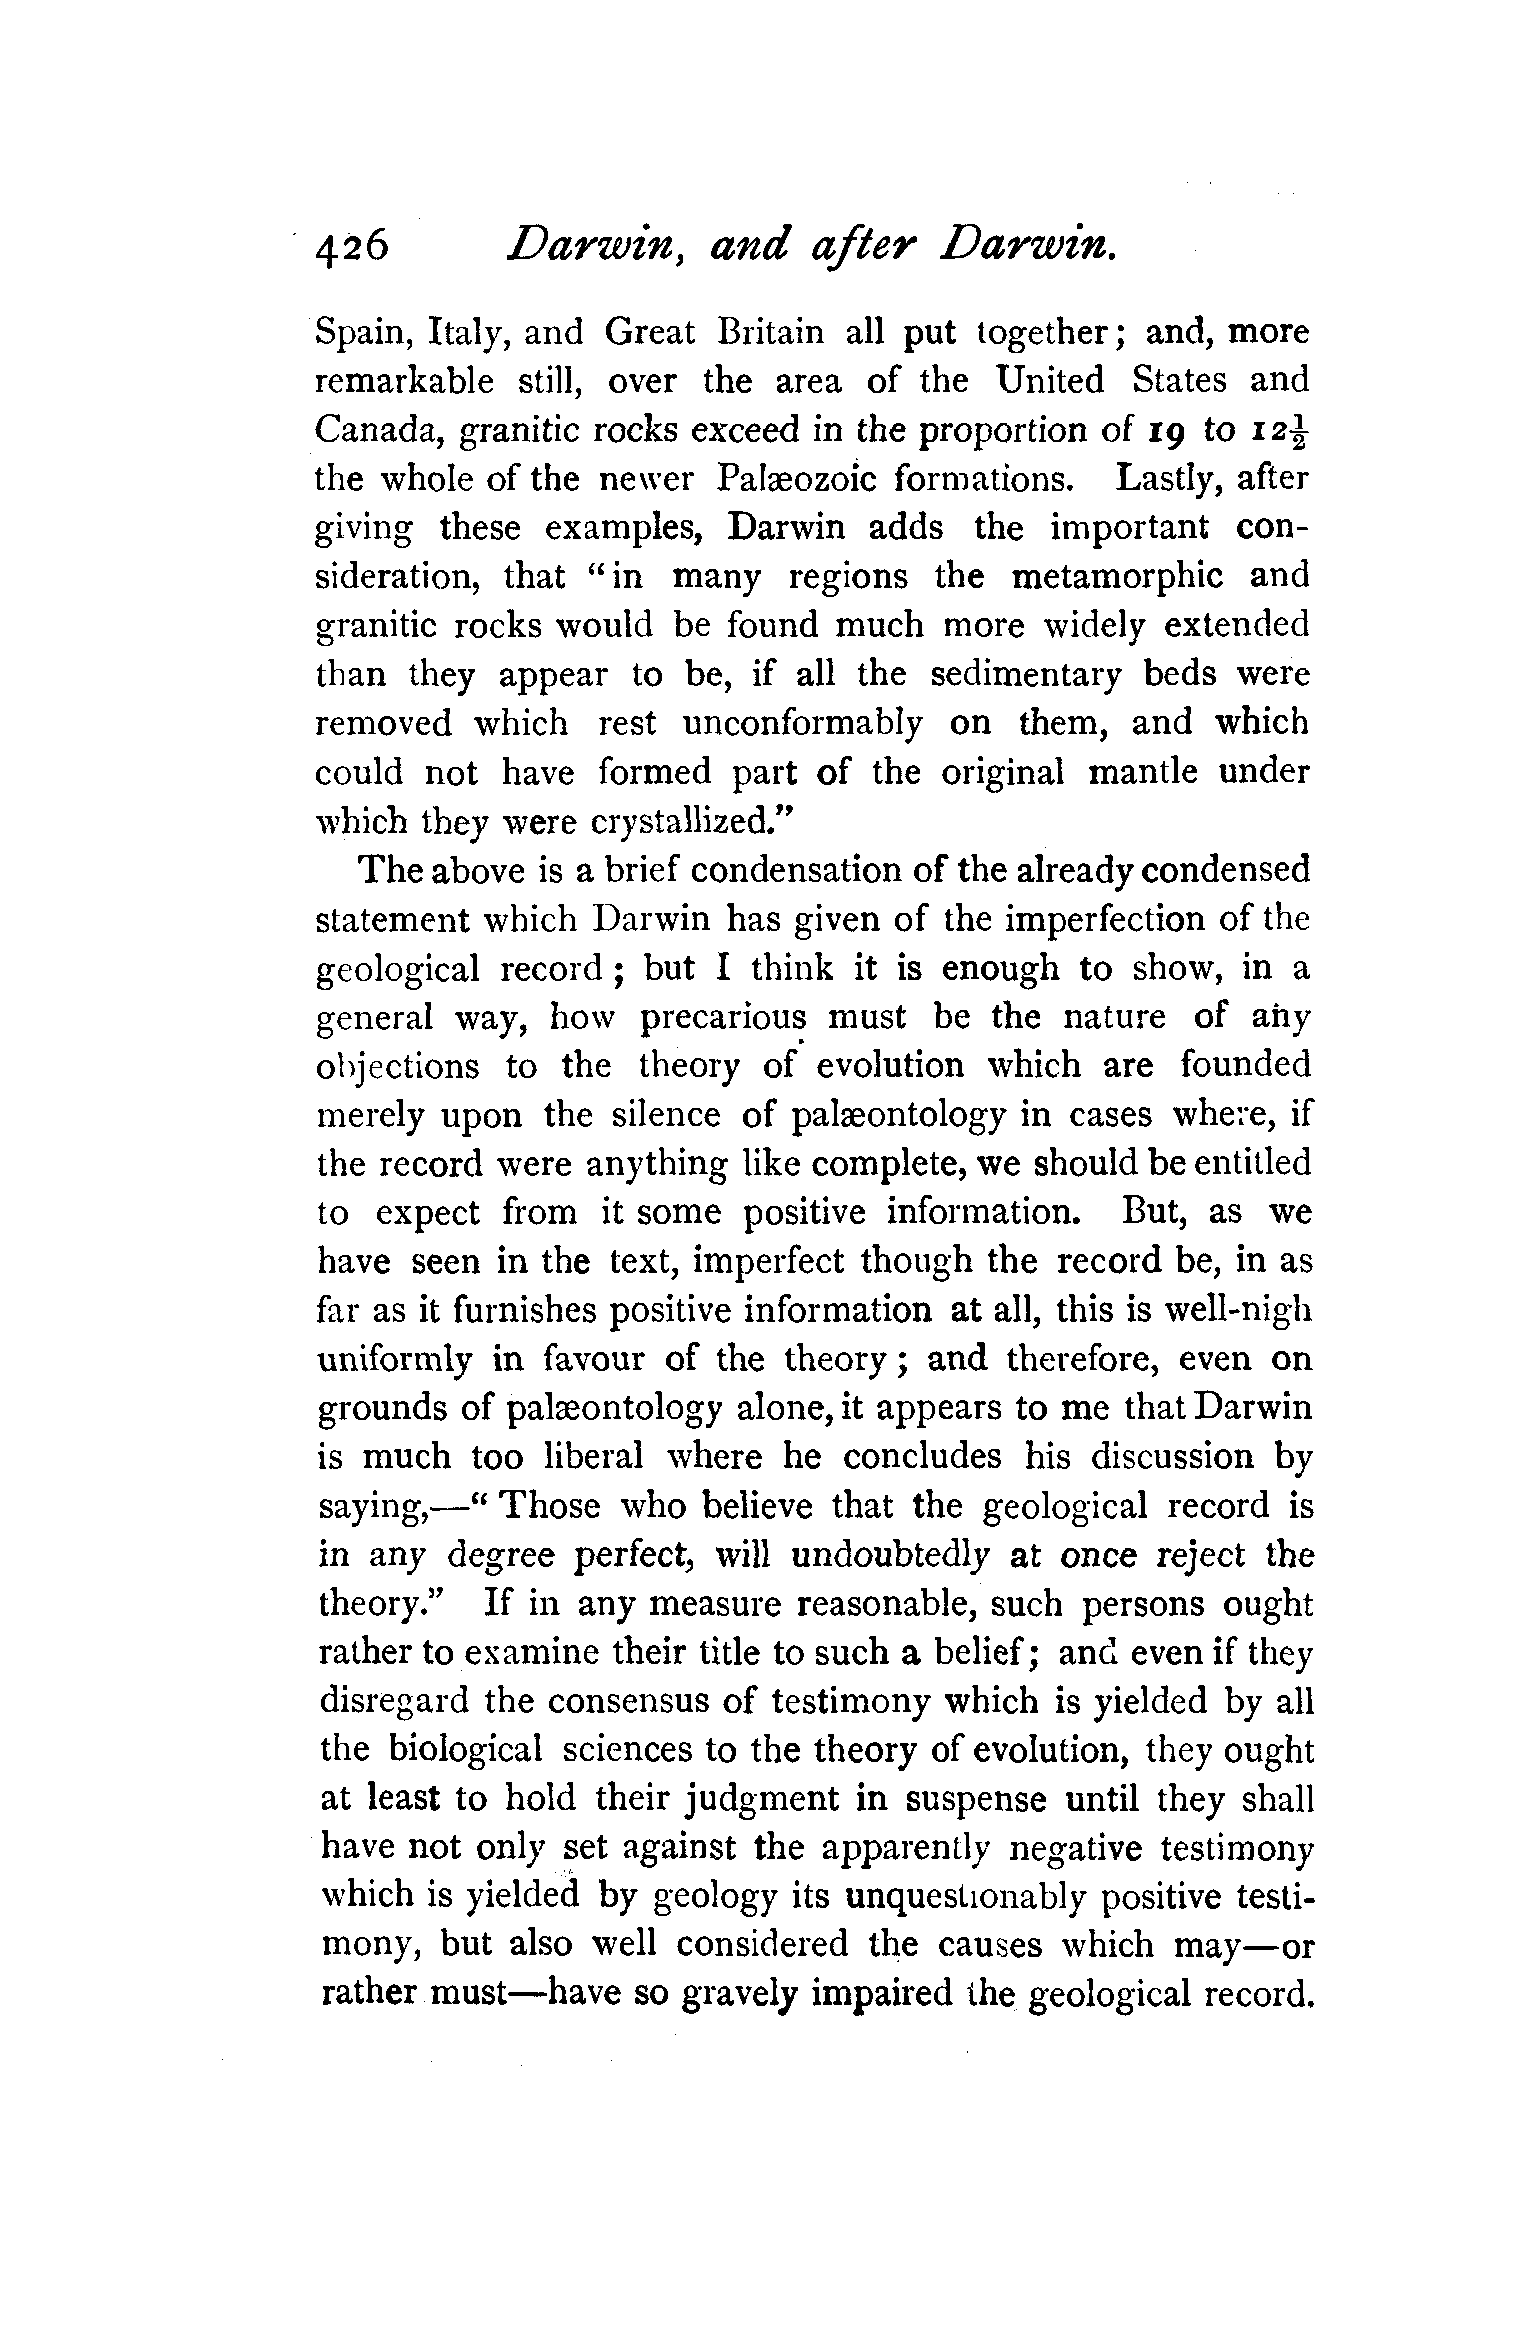 426 Darwin, and after Darwin.
Spain, Italy, and Great Britain all put together; and, more
remarkable still, over the area of the United States and
Canada, granitic rocks exceed in the proportion of 19 to 12½
the whole of the newer Palæozoic formations. Lastly, after
giving these examples, Darwin adds the important con-
sideration, that "in many regions the metamorphic and
granitic rocks would be found much more widely extended
than they appear to be, if all the sedimentary beds were
removed which rest unconformably on them, and which
could not have formed part of the original mantle under
which they were crystallized."
The above is a brief condensation of the already condensed
statement which Darwin has given of the imperfection of the
geological record; but I think it is enough to show, in a
general way, how precarious must be the nature of any
objections to the theory of evolution which are founded
merely upon the silence of palæontology in cases where, if
the record were anything like complete, we should be entitled
to expect from it some positive information. But, as we
have seen in the text, imperfect though the record be, in as
far as it furnishes positive information at all, this is well-nigh
uniformly in favour of the theory; and therefore, even on
grounds of palæontology alone, it appears to me that Darwin
is much too liberal where he concludes his discussion by
saying,—"Those who believe that the geological record is
in any degree perfect, will undoubtedly at once reject the
theory." If in any measure reasonable, such persons ought
rather to examine their title to such a belief; and even if they
disregard the consensus of testimony which is yielded by all
the biological sciences to the theory of evolution, they ought
at least to hold their judgment in suspense until they shall
have not only set against the apparently negative testimony
which is yielded by geology its unquestionably positive testi-
mony, but also well considered the causes which may—or
rather must—have so gravely impaired the geological record.